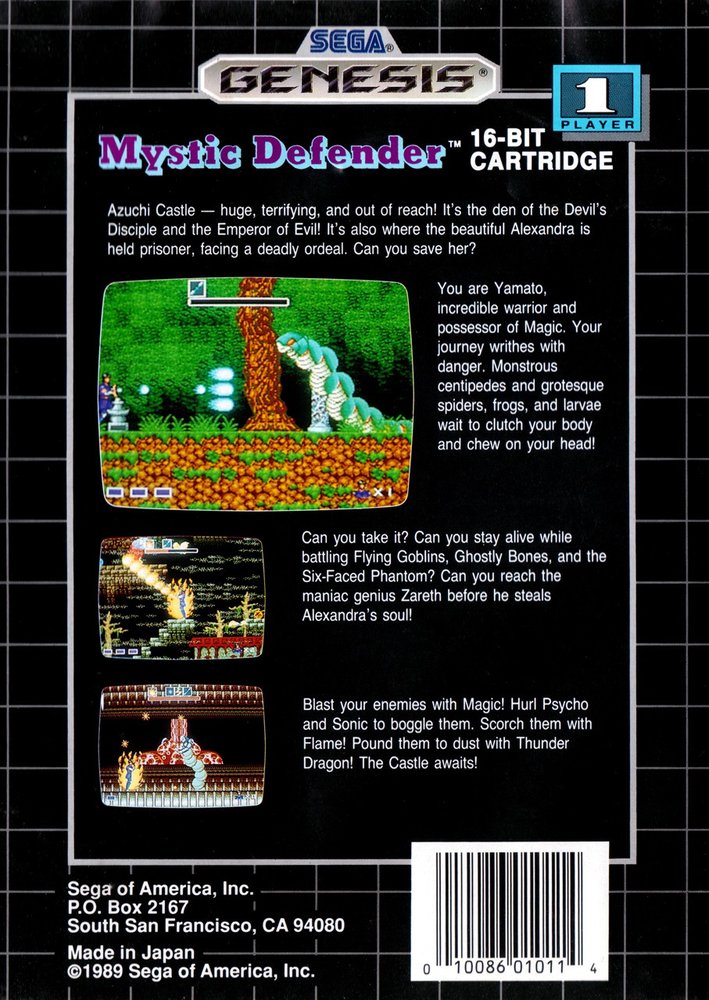 SEGA®
GENESIS®
1
PLAYER
Mystic Defender™
16-BIT
CARTRIDGE
Azuchi Castle — huge, terrifying, and out of reach! It's the den of the Devil's
Disciple and the Emperor of Evil! It's also where the beautiful Alexandra is
held prisoner, facing a deadly ordeal. Can you save her?
You are Yamato,
incredible warrior and
possessor of Magic. Your
journey writhes with
danger. Monstrous
centipedes and grotesque
spiders, frogs, and larvae
wait to clutch your body
and chew on your head!
X1
Can you take it? Can you stay alive while
battling Flying Goblins, Ghostly Bones, and the
Six-Faced Phantom? Can you reach the
maniac genius Zareth before he steals
Alexandra's soul!
Blast your enemies with Magic! Hurl Psycho
and Sonic to boggle them. Scorch them with
Flame! Pound them to dust with Thunder
Dragon! The Castle awaits!
Sega of America, Inc.
P.O. Box 2167
South San Francisco, CA 94080
Made in Japan
©1989 Sega of America, Inc.
0 10086 01011 4